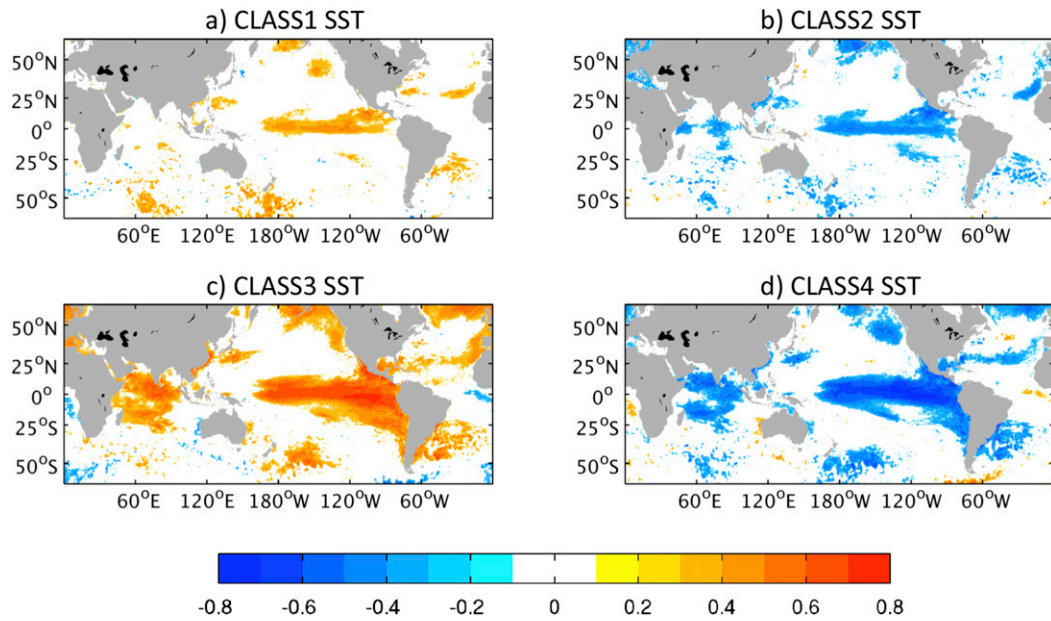 a) CLASS1 SST
b) CLASS2 SST
50°N
25°N
0°
25°S
50°S
60°E 120°E 180°W 120°W 60°W
50°N
25°N
0°
25°S
50°S
60°E 120°E 180°W 120°W 60°W
c) CLASS3 SST
d) CLASS4 SST
50°N
25°N
0°
25°S
50°S
60°E 120°E 180°W 120°W 60°W
50°N
25°N
0°
25°S
50°S
60°E 120°E 180°W 120°W 60°W
-0.8 -0.6 -0.4 -0.2 0 0.2 0.4 0.6 0.8